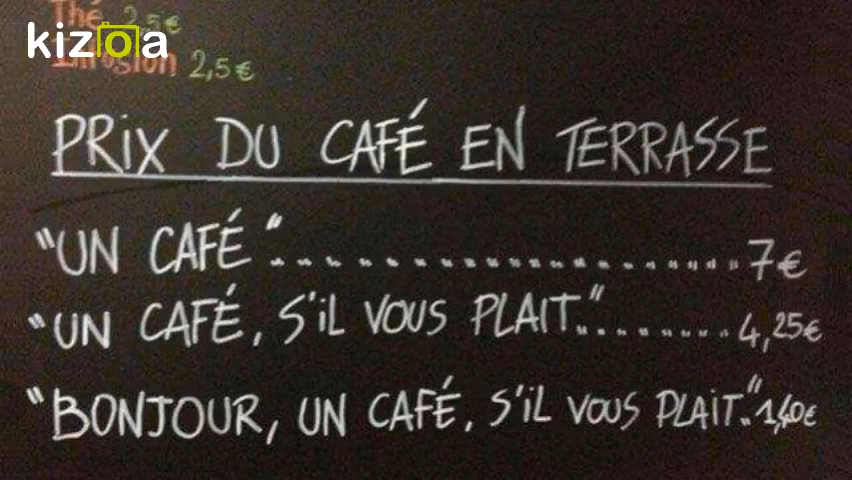 Thé 2,5€
kizoa
Infusion 2,5€
PRiX DU CAFÉ EN TERRASSE
"UN CAFÉ"....................7€
"UN CAFÉ, S'iL VOUS PLAIT."........4,25€
"BONJOUR, UN CAFÉ, S'iL VOUS PLAiT."..1,40€